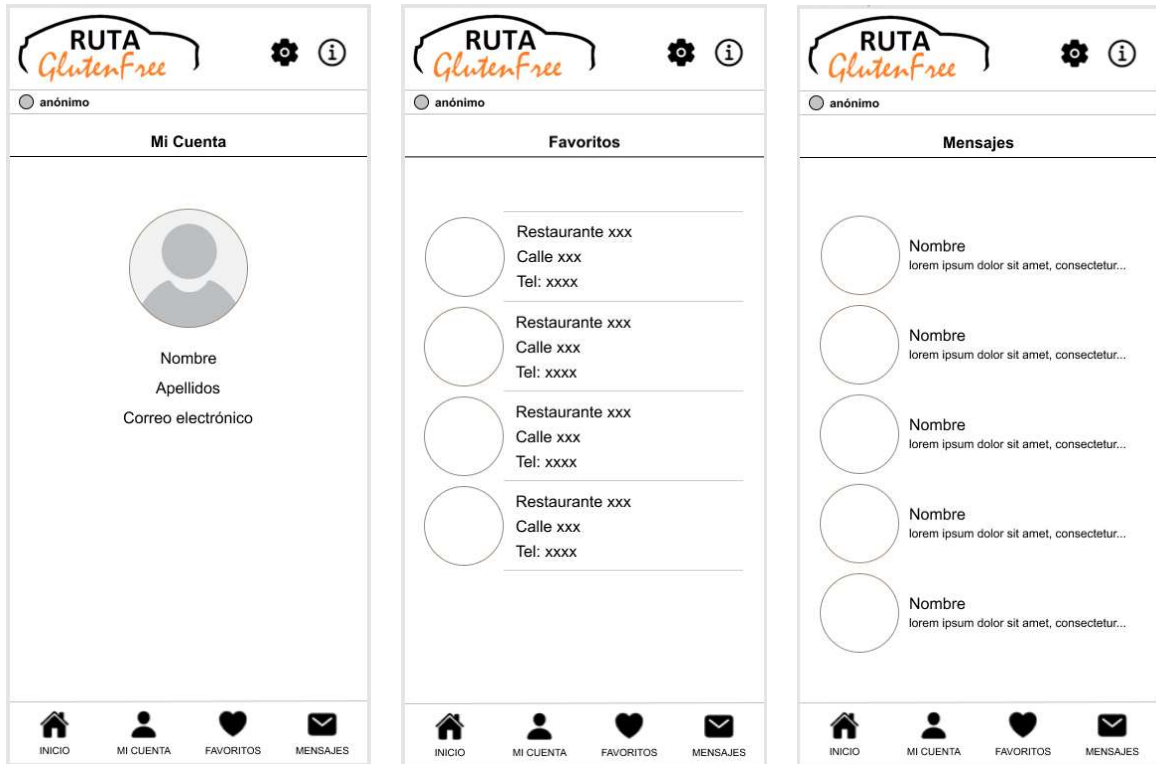 RUTA
GlutenFree
i
anónimo
Mi Cuenta
Nombre
Apellidos
Correo electrónico
INICIO MI CUENTA FAVORITOS MENSAJES
RUTA
GlutenFree
i
anónimo
Favoritos
Restaurante xxx
Calle xxx
Tel: xxxx
Restaurante xxx
Calle xxx
Tel: xxxx
Restaurante xxx
Calle xxx
Tel: xxxx
Restaurante xxx
Calle xxx
Tel: xxxx
INICIO MI CUENTA FAVORITOS MENSAJES
RUTA
GlutenFree
i
anónimo
Mensajes
Nombre
lorem ipsum dolor sit amet, consectetur...
Nombre
lorem ipsum dolor sit amet, consectetur...
Nombre
lorem ipsum dolor sit amet, consectetur...
Nombre
lorem ipsum dolor sit amet, consectetur...
Nombre
lorem ipsum dolor sit amet, consectetur...
INICIO MI CUENTA FAVORITOS MENSAJES